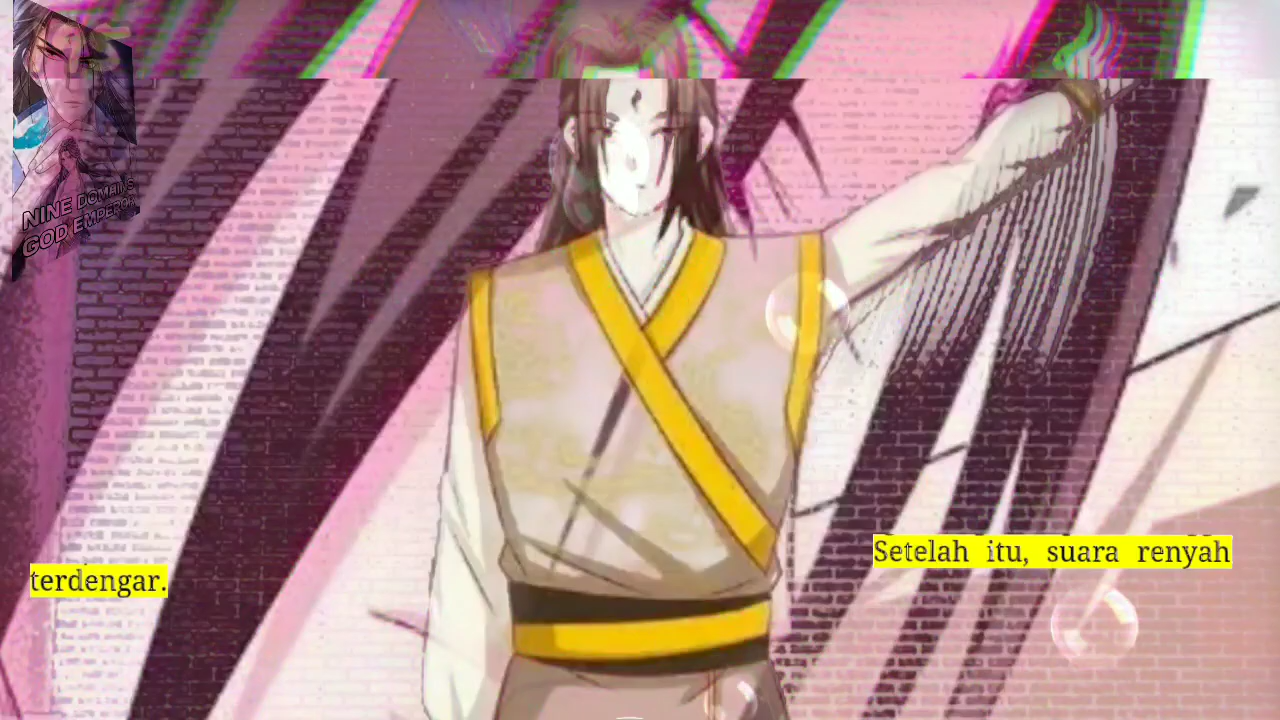 NINE DOMAINS
GOD EMPEROR
Setelah itu, suara renyah
terdengar.